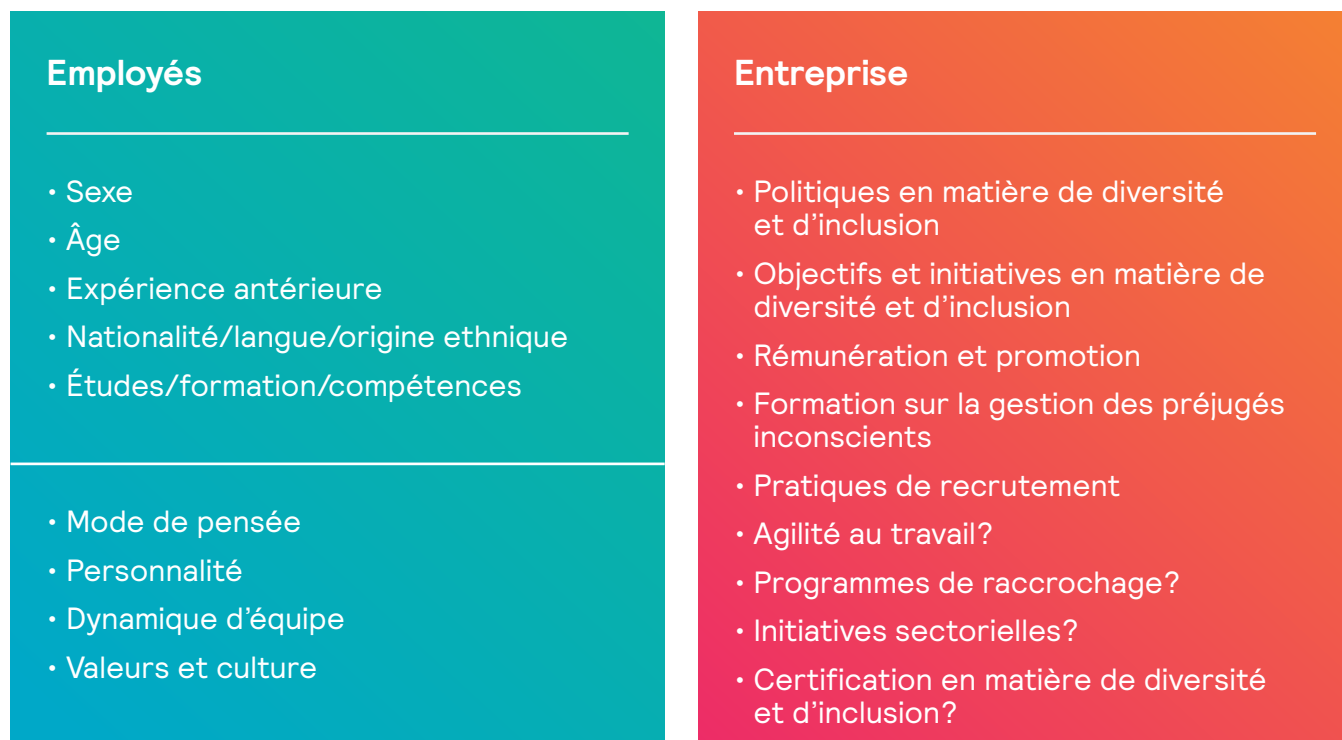 Employés
• Sexe
• Âge
• Expérience antérieure
• Nationalité/langue/origine ethnique
• Études/formation/compétences
• Mode de pensée
• Personnalité
• Dynamique d’équipe
• Valeurs et culture
Entreprise
• Politiques en matière de diversité
et d’inclusion
• Objectifs et initiatives en matière de
diversité et d’inclusion
• Rémunération et promotion
• Formation sur la gestion des préjugés
inconscients
• Pratiques de recrutement
• Agilité au travail?
• Programmes de raccrochage?
• Initiatives sectorielles?
• Certification en matière de diversité
et d’inclusion?